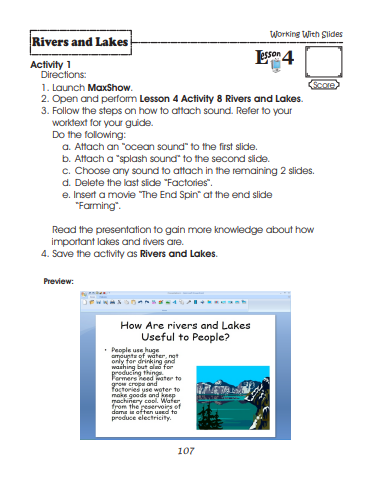 Rivers and Lakes
Working With Slides
Lesson 4
Score
Activity 1
Directions:
1. Launch MaxShow.
2. Open and perform Lesson 4 Activity 8 Rivers and Lakes.
3. Follow the steps on how to attach sound. Refer to your
worktext for your guide.
Do the following:
a. Attach an "ocean sound" to the first slide.
b. Attach a "splash sound" to the second slide.
c. Choose any sound to attach in the remaining 2 slides.
d. Delete the last slide "Factories".
e. Insert a movie "The End Spin" at the end slide
"Farming".
Read the presentation to gain more knowledge about how
important lakes and rivers are.
4. Save the activity as Rivers and Lakes.
Preview:
How Are rivers and Lakes
Useful to People?
• People use huge
amounts of water, not
only for drinking and
washing but also for
producing things.
Farmers need water to
grow crops and
factories use water to
make goods and keep
machinery cool. Water
from the reservoirs of
dams is often used to
produce electricity.
107